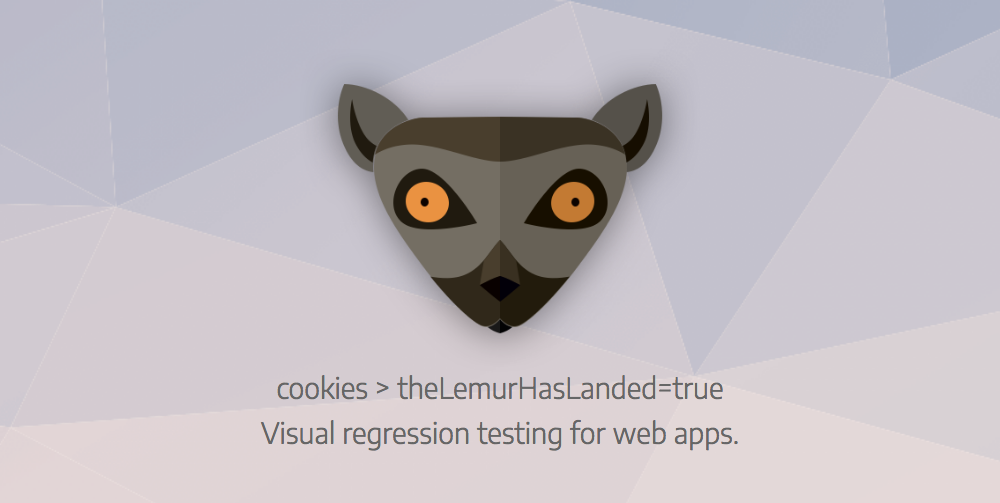 cookies > theLemurHasLanded=true
Visual regression testing for web apps.